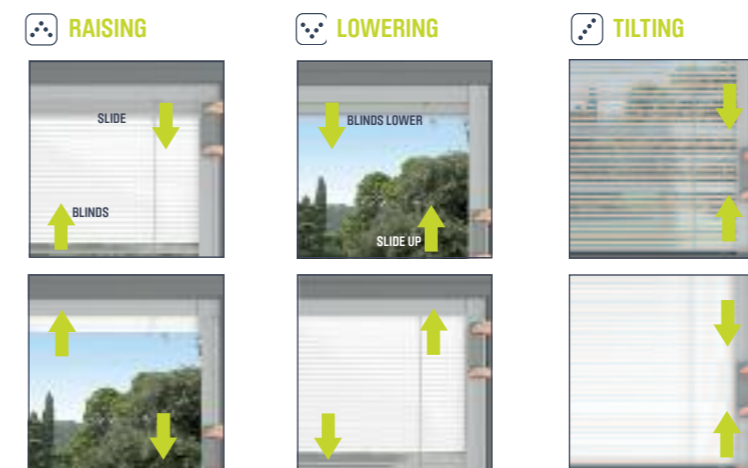 RAISING
LOWERING
TILTING
SLIDE
BLINDS
BLINDS LOWER
SLIDE UP